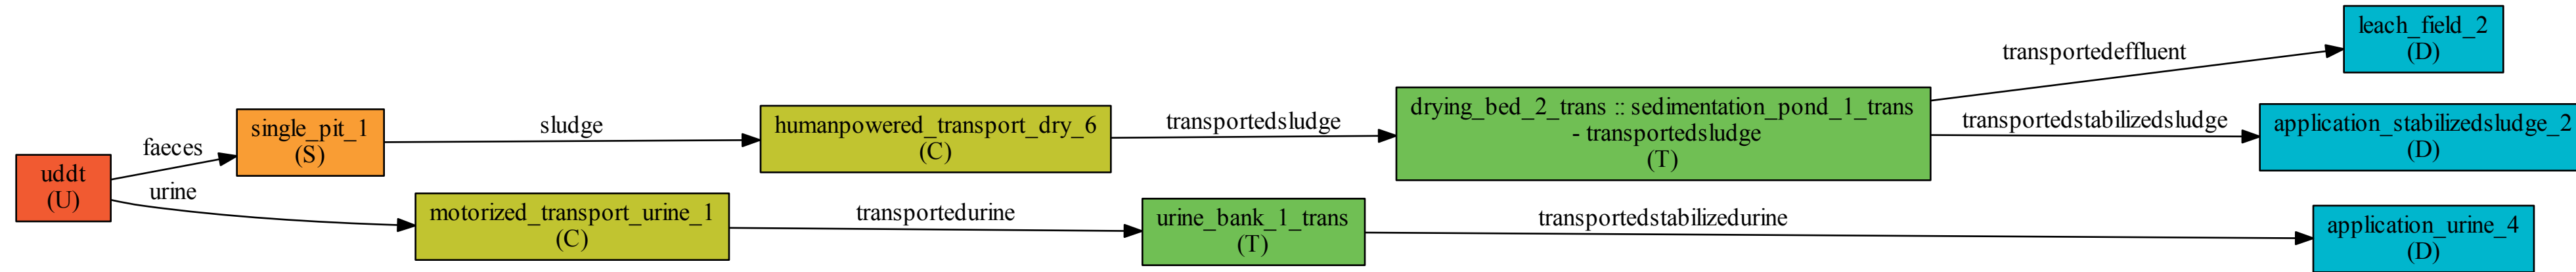 uddt
(U)
faeces
urine
single_pit_1
(S)
sludge
motorized_transport_urine_1
(C)
humanpowered_transport_dry_6
(C)
transportedurine
transportedsludge
urine_bank_1_trans
(T)
drying_bed_2_trans :: sedimentation_pond_1_trans
- transportedsludge
(T)
transportedstabilizedurine
transportedeffluent
transportedstabilizedsludge
leach_field_2
(D)
application_stabilizedsludge_2
(D)
application_urine_4
(D)